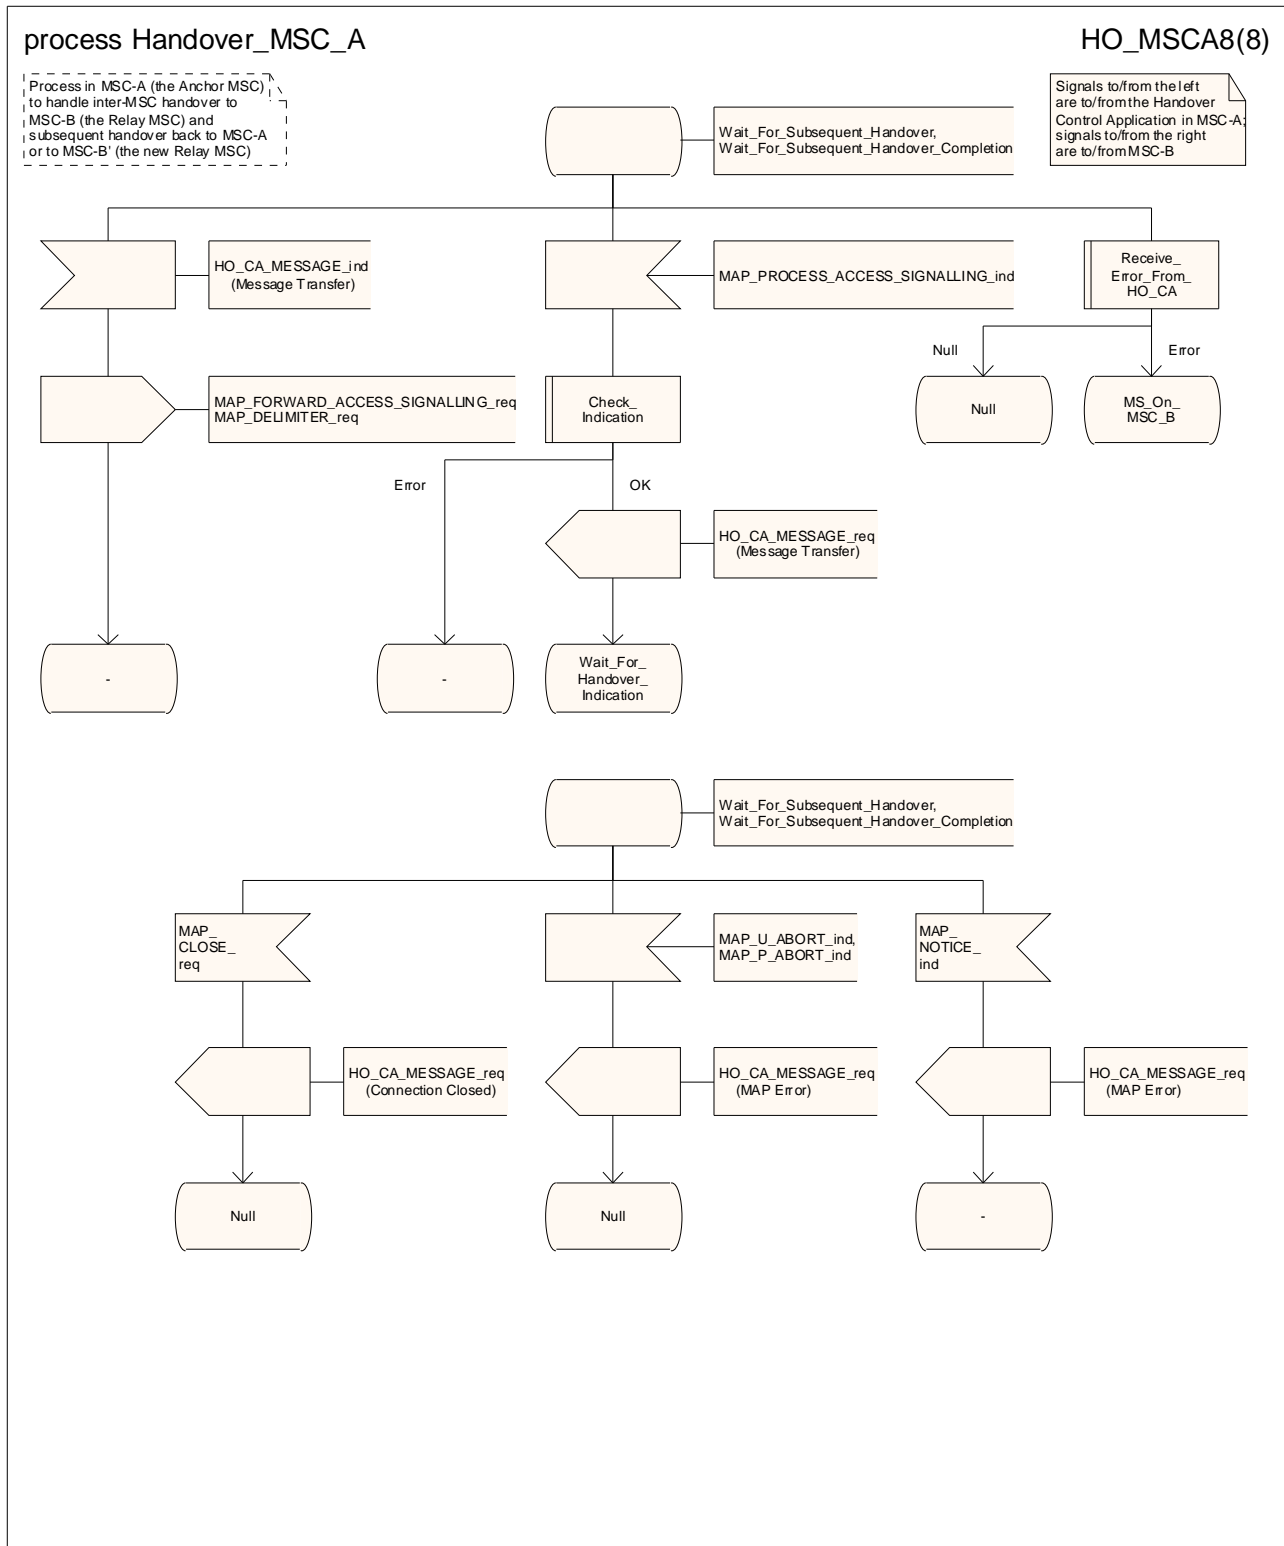 process Handover_MSC_A
HO_MSCA8(8)
Process in MSC-A (the Anchor MSC)
to handle inter-MSC handover to
MSC-B (the Relay MSC) and
subsequent handover back to MSC-A
or to MSC-B' (the new Relay MSC)
Signals to/from the left
are to/from the Handover
Control Application in MSC-A;
signals to/from the right
are to/from MSC-B
Wait_For_Subsequent_Handover,
Wait_For_Subsequent_Handover_Completion
HO_CA_MESSAGE_ind
(Message Transfer)
MAP_PROCESS_ACCESS_SIGNALLING_ind
Receive_
Error_From_
HO_CA
Null
Error
MAP_FORWARD_ACCESS_SIGNALLING_req
MAP_DELIMITER_req
Check_
Indication
Null
MS_On_
MSC_B
Error
OK
HO_CA_MESSAGE_req
(Message Transfer)
-
-
Wait_For_
Handover_
Indication
Wait_For_Subsequent_Handover,
Wait_For_Subsequent_Handover_Completion
MAP_
CLOSE_
req
MAP_U_ABORT_ind,
MAP_P_ABORT_ind
MAP_
NOTICE_
ind
HO_CA_MESSAGE_req
(Connection Closed)
HO_CA_MESSAGE_req
(MAP Error)
HO_CA_MESSAGE_req
(MAP Error)
Null
Null
-